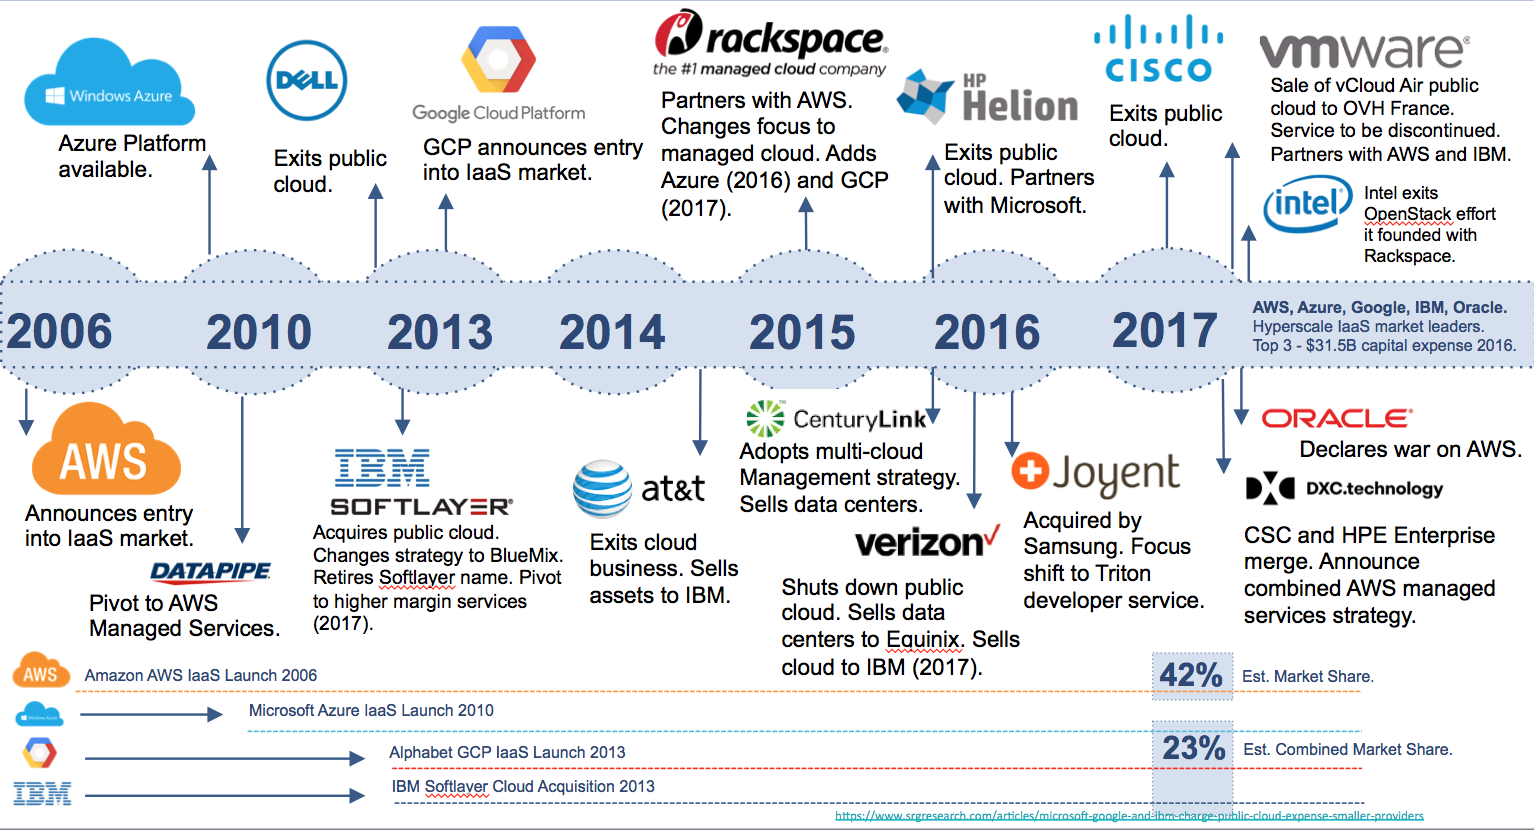 Windows Azure
Azure Platform
available.
DELL
Exits public
cloud.
Google Cloud Platform
GCP announces entry
into IaaS market.
rackspace®
the #1 managed cloud company
Partners with AWS.
Changes focus to
managed cloud. Adds
Azure (2016) and GCP
(2017).
HP
Helion
Exits public
cloud. Partners
with Microsoft.
CISCO
Exits public
cloud.
vmware®
Sale of vCloud Air public
cloud to OVH France.
Service to be discontinued.
Partners with AWS and IBM.
intel®
Intel exits
OpenStack effort
it founded with
Rackspace.
2006
2010
2013
2014
2015
2016
2017
AWS, Azure, Google, IBM, Oracle.
Hyperscale IaaS market leaders.
Top 3 - $31.5B capital expense 2016.
AWS
Announces entry
into IaaS market.
DATAPIPE
Pivot to AWS
Managed Services.
IBM
SOFTLAYER®
Acquires public cloud.
Changes strategy to BlueMix.
Retires Softlayer name. Pivot
to higher margin services
(2017).
at&t
Exits cloud
business. Sells
assets to IBM.
CenturyLink
Adopts multi-cloud
Management strategy.
Sells data centers.
verizon
Shuts down public
cloud. Sells data
centers to Equinix. Sells
cloud to IBM (2017).
Joyent
Acquired by
Samsung. Focus
shift to Triton
developer service.
ORACLE®
Declares war on AWS.
DXC.technology
CSC and HPE Enterprise
merge. Announce
combined AWS managed
services strategy.
AWS
Amazon AWS IaaS Launch 2006
42%
Est. Market Share.
Windows Azure
Microsoft Azure IaaS Launch 2010
Alphabet GCP IaaS Launch 2013
23%
Est. Combined Market Share.
IBM
IBM Softlayer Cloud Acquisition 2013
https://www.srgresearch.com/articles/microsoft-google-and-ibm-charge-public-cloud-expense-smaller-providers